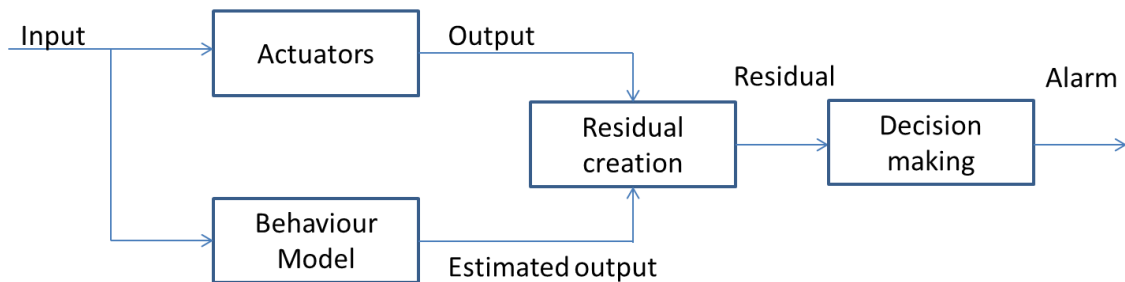 Input
Actuators
Output
Residual
creation
Residual
Decision
making
Alarm
Behaviour
Model
Estimated output